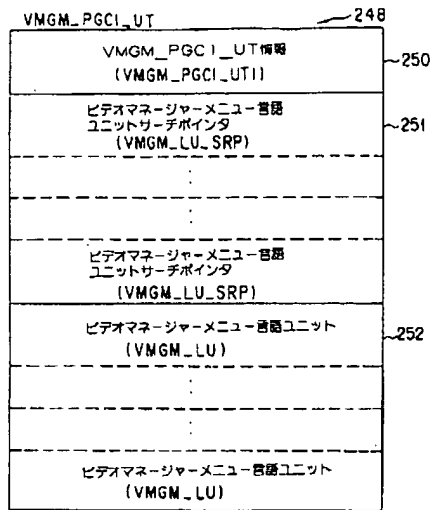 VMGM_PGCI_UT
248
VMGM_PGCI_UT情報
(VMGM_PGCI_UTI)
250
ビデオマネージャーメニュー言語
ユニットサーチポインタ
(VMGM_LU_SRP)
251
ビデオマネージャーメニュー言語
ユニットサーチポインタ
(VMGM_LU_SRP)
ビデオマネージャーメニュー言語ユニット
(VMGM_LU)
252
ビデオマネージャーメニュー言語ユニット
(VMGM_LU)